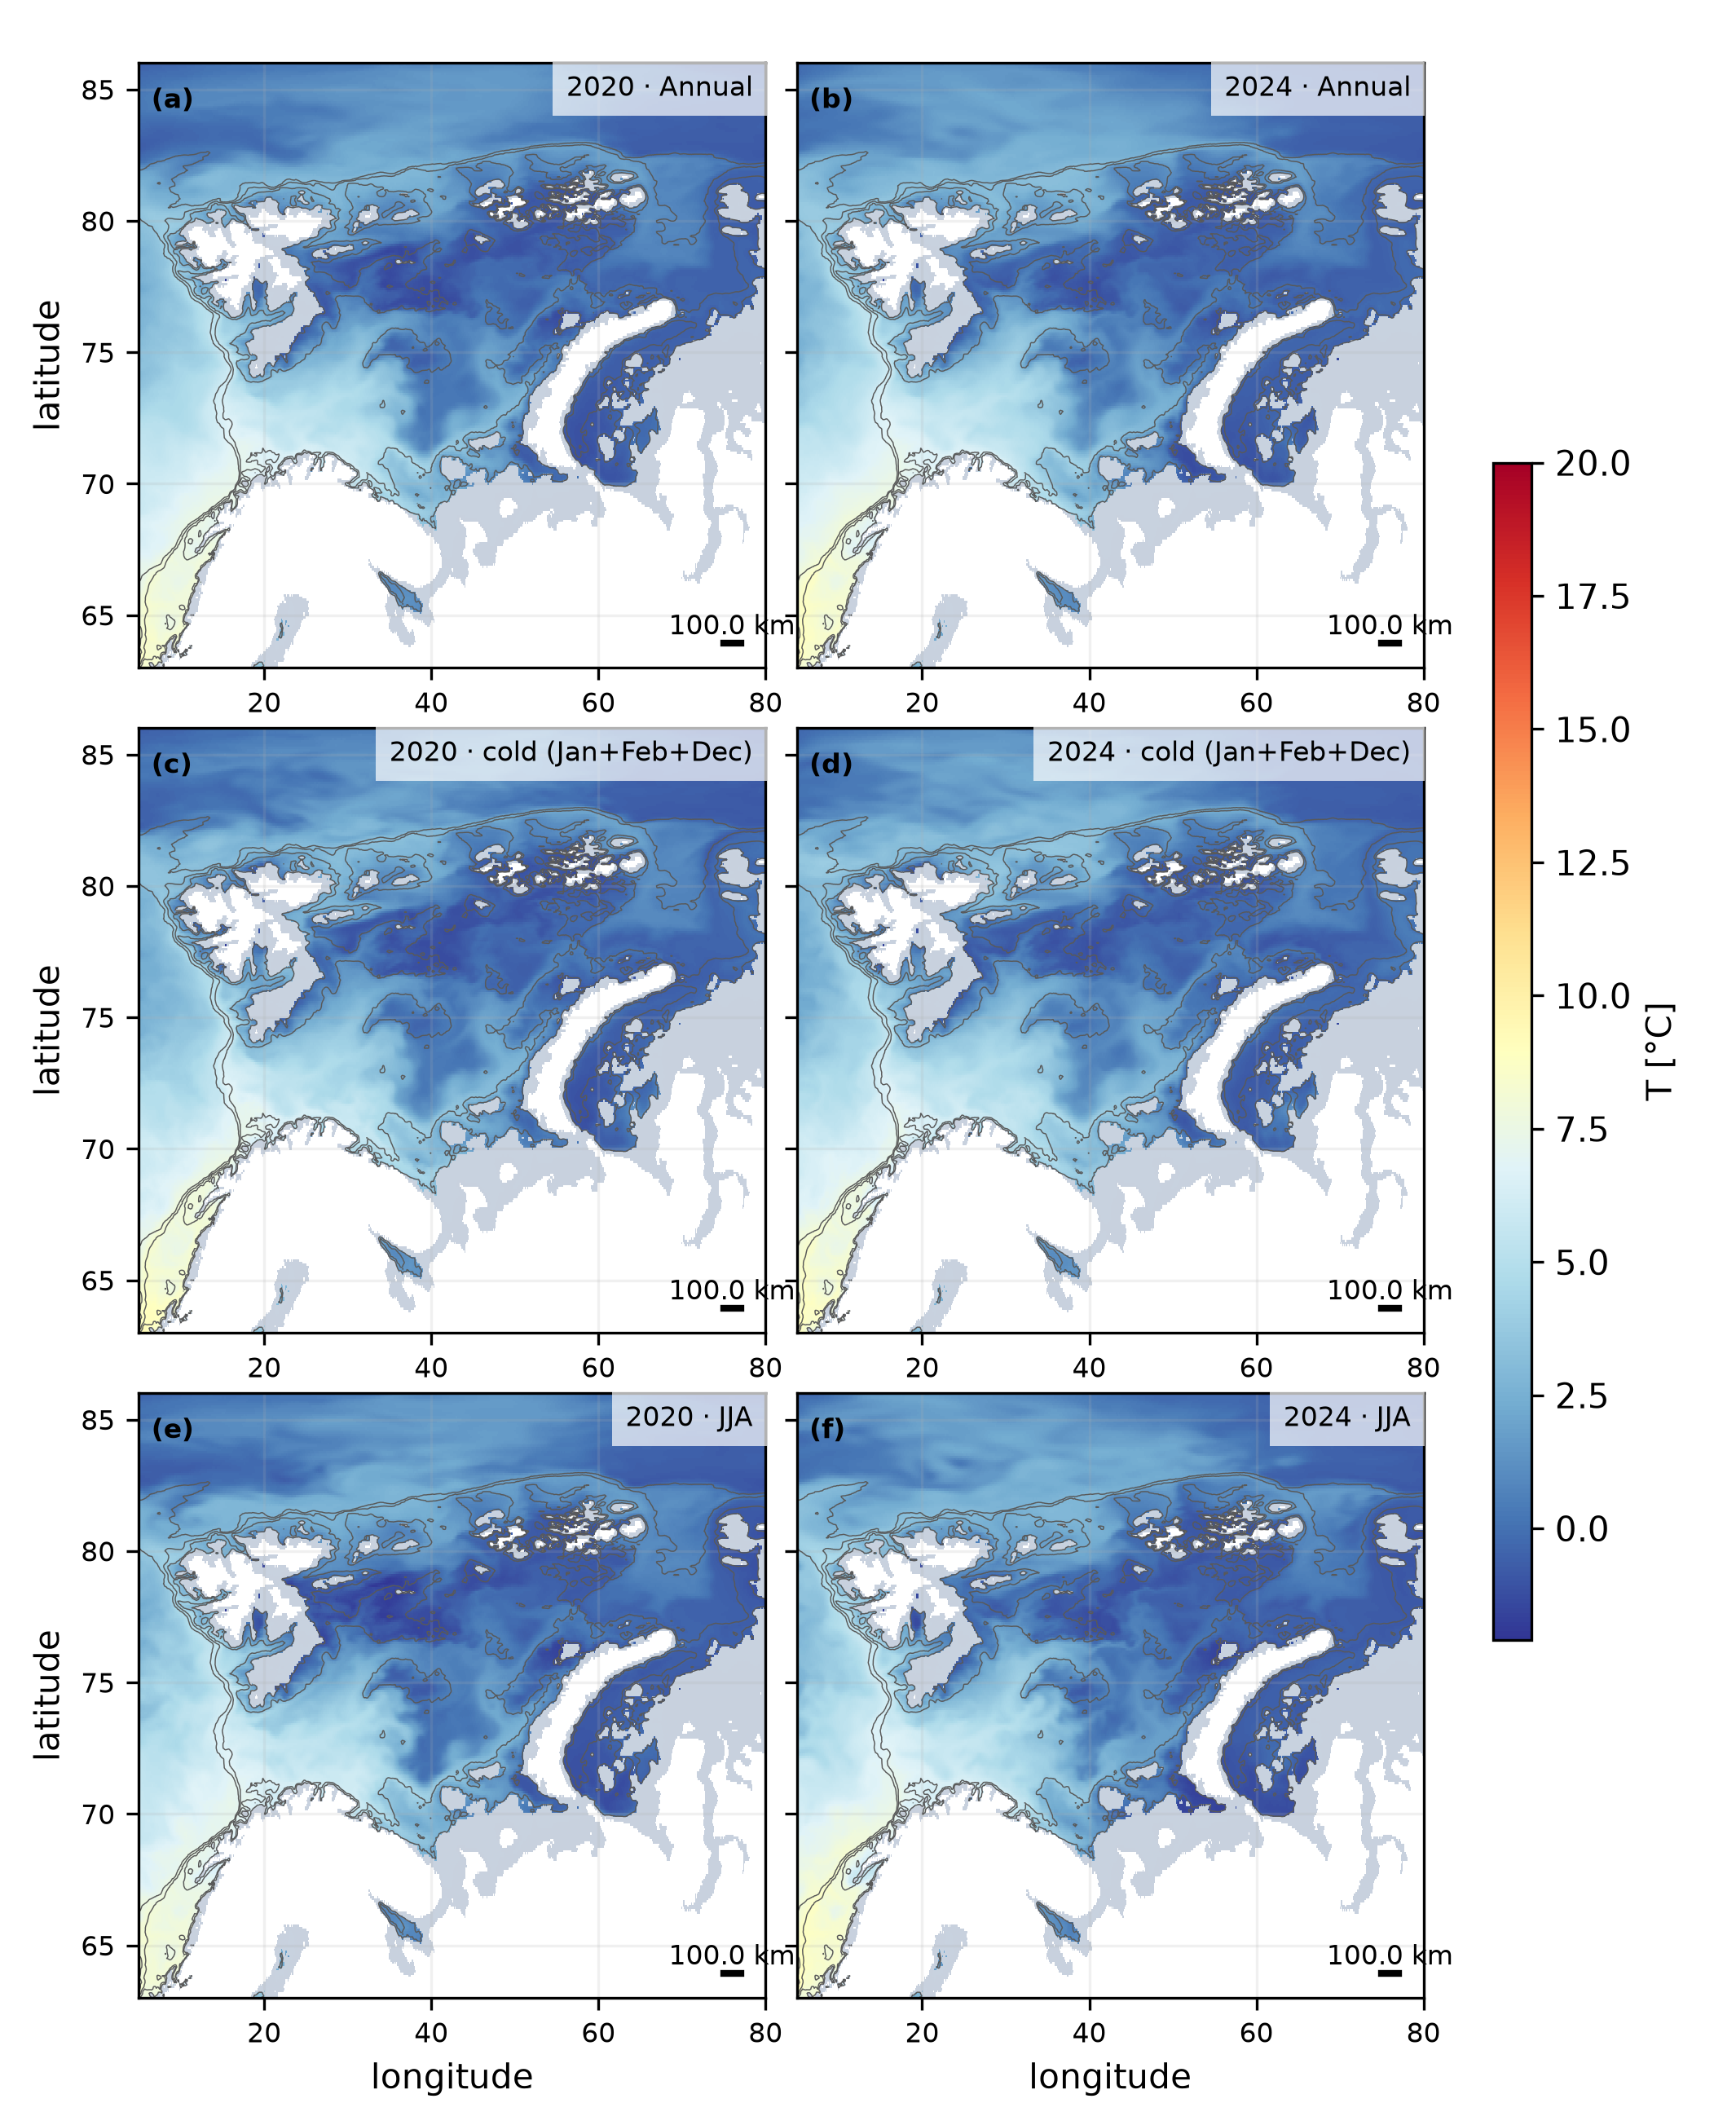 (a)
2020 · Annual
(b)
2024 · Annual
latitude
85
80
75
70
65
100.0 km
100.0 km
20
40
60
80
20
40
60
80
(c)
2020 · cold (Jan+Feb+Dec)
(d)
2024 · cold (Jan+Feb+Dec)
latitude
85
80
75
70
65
100.0 km
100.0 km
20
40
60
80
20
40
60
80
(e)
2020 · JJA
(f)
2024 · JJA
latitude
85
80
75
70
65
100.0 km
100.0 km
20
40
60
80
20
40
60
80
longitude
longitude
20.0
17.5
15.0
12.5
10.0
7.5
5.0
2.5
0.0
T [°C]